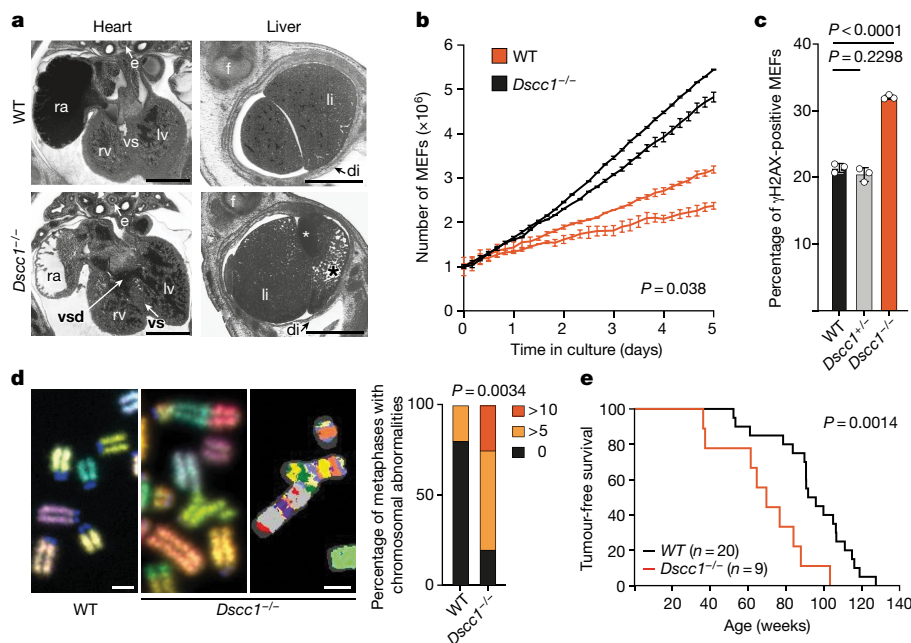 a
Heart
Liver
WT
e
ra
lv
vs
rv
f
li
di
Dscc1−/−
e
ra
lv
vsd
rv
vs
f
*
*
li
di
b
WT
Dscc1−/−
Number of MEFs (×10⁶)
6
5
4
3
2
1
0
P = 0.038
0
1
2
3
4
5
Time in culture (days)
c
P < 0.0001
P = 0.2298
Percentage of γH2AX-positive MEFs
40
30
20
10
0
WT
Dscc1+/−
Dscc1−/−
d
WT
Dscc1−/−
P = 0.0034
>10
>5
0
Percentage of metaphases with
chromosomal abnormalities
100
50
0
WT
Dscc1−/−
e
P = 0.0014
Tumour-free survival
100
80
60
40
20
0
WT (n = 20)
Dscc1−/− (n = 9)
20
40
60
80
100
120
140
Age (weeks)